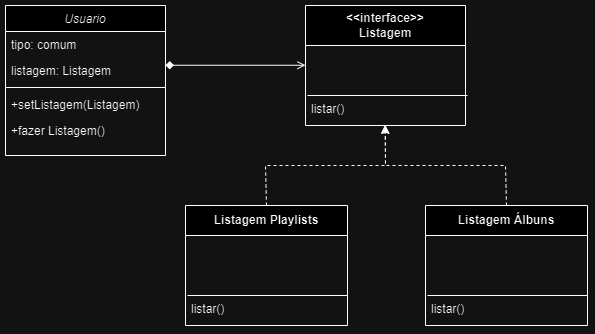 Usuario
tipo: comum
listagem: Listagem
+setListagem(Listagem)
+fazer Listagem()
<<interface>>
Listagem
listar()
Listagem Playlists
listar()
Listagem Álbuns
listar()